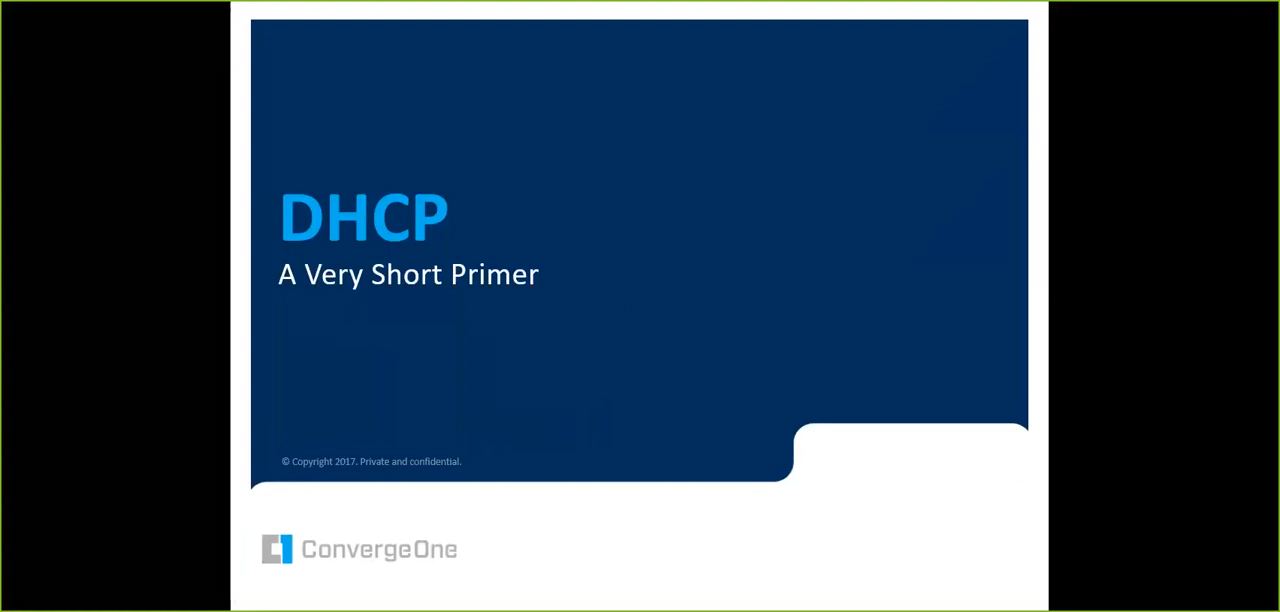 DHCP
A Very Short Primer
© Copyright 2017. Private and confidential.
ConvergeOne